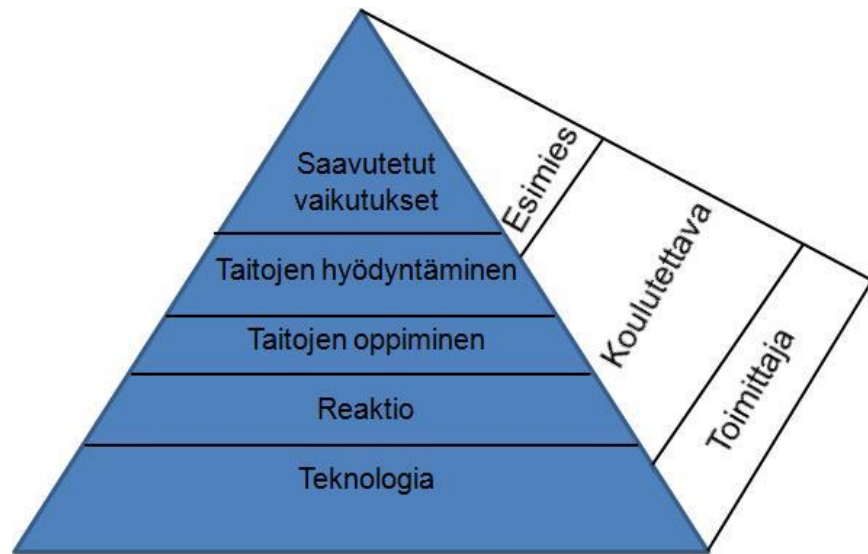 Saavutetut
vaikutukset
Taitojen hyödyntäminen
Taitojen oppiminen
Reaktio
Teknologia
Esimies
Koulutettava
Toimittaja